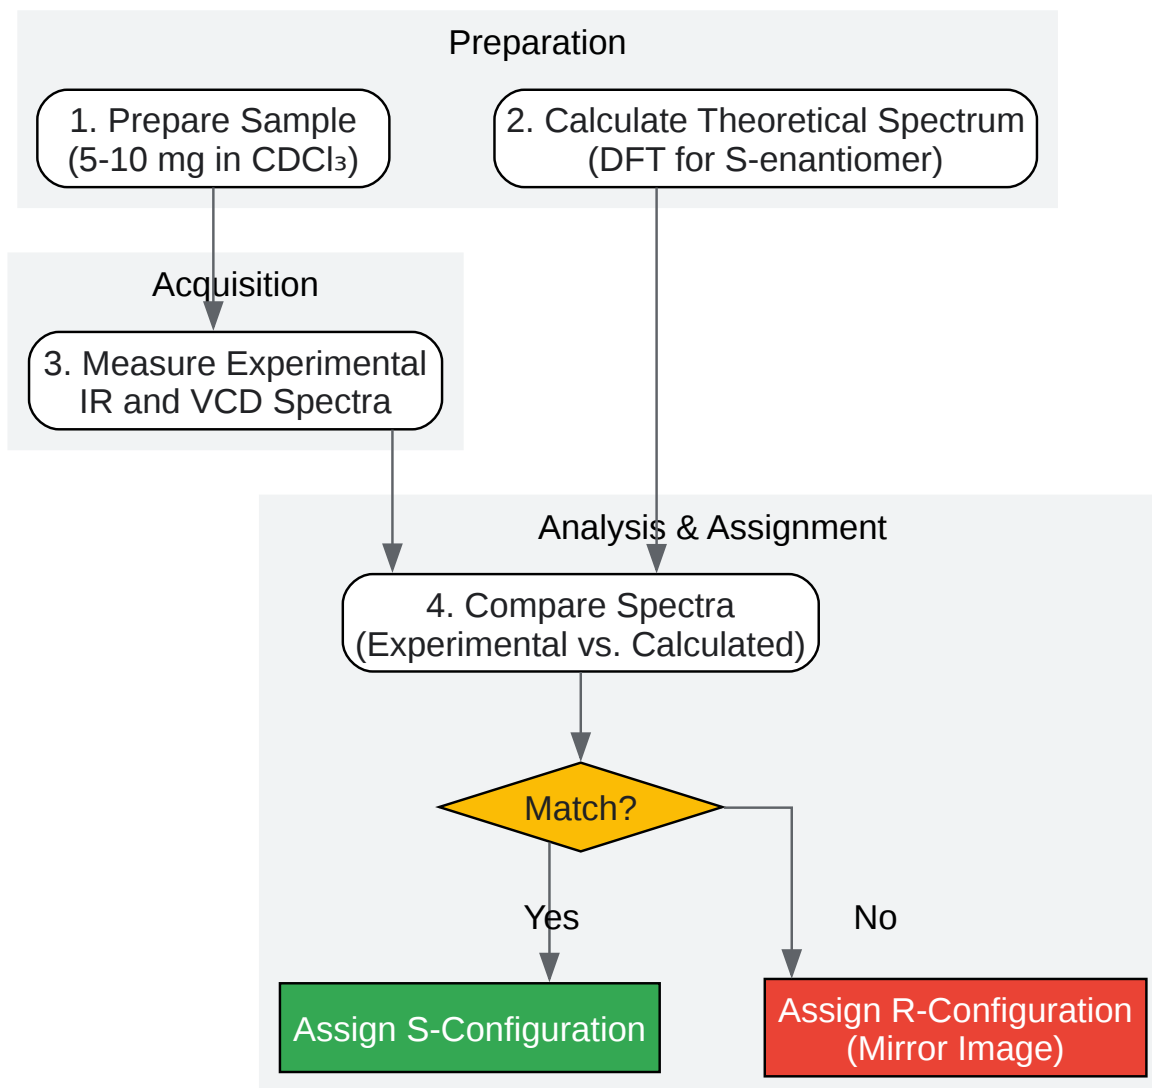 Preparation
1. Prepare Sample
(5-10 mg in CDCl₃)
2. Calculate Theoretical Spectrum
(DFT for S-enantiomer)
Acquisition
3. Measure Experimental
IR and VCD Spectra
Analysis & Assignment
4. Compare Spectra
(Experimental vs. Calculated)
Match?
Yes
No
Assign S-Configuration
Assign R-Configuration
(Mirror Image)